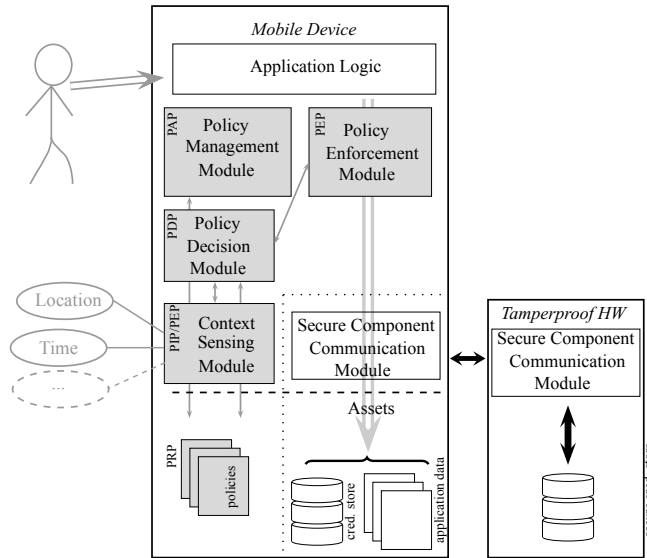 Mobile Device
Application Logic
PAP
Policy
Management
Module
PEP
Policy
Enforcement
Module
PDP
Policy
Decision
Module
Location
Time
...
PIP/PEP
Context
Sensing
Module
Secure Component
Communication
Module
Tamperproof HW
Secure Component
Communication
Module
Assets
PRP
policies
cred. store
application data